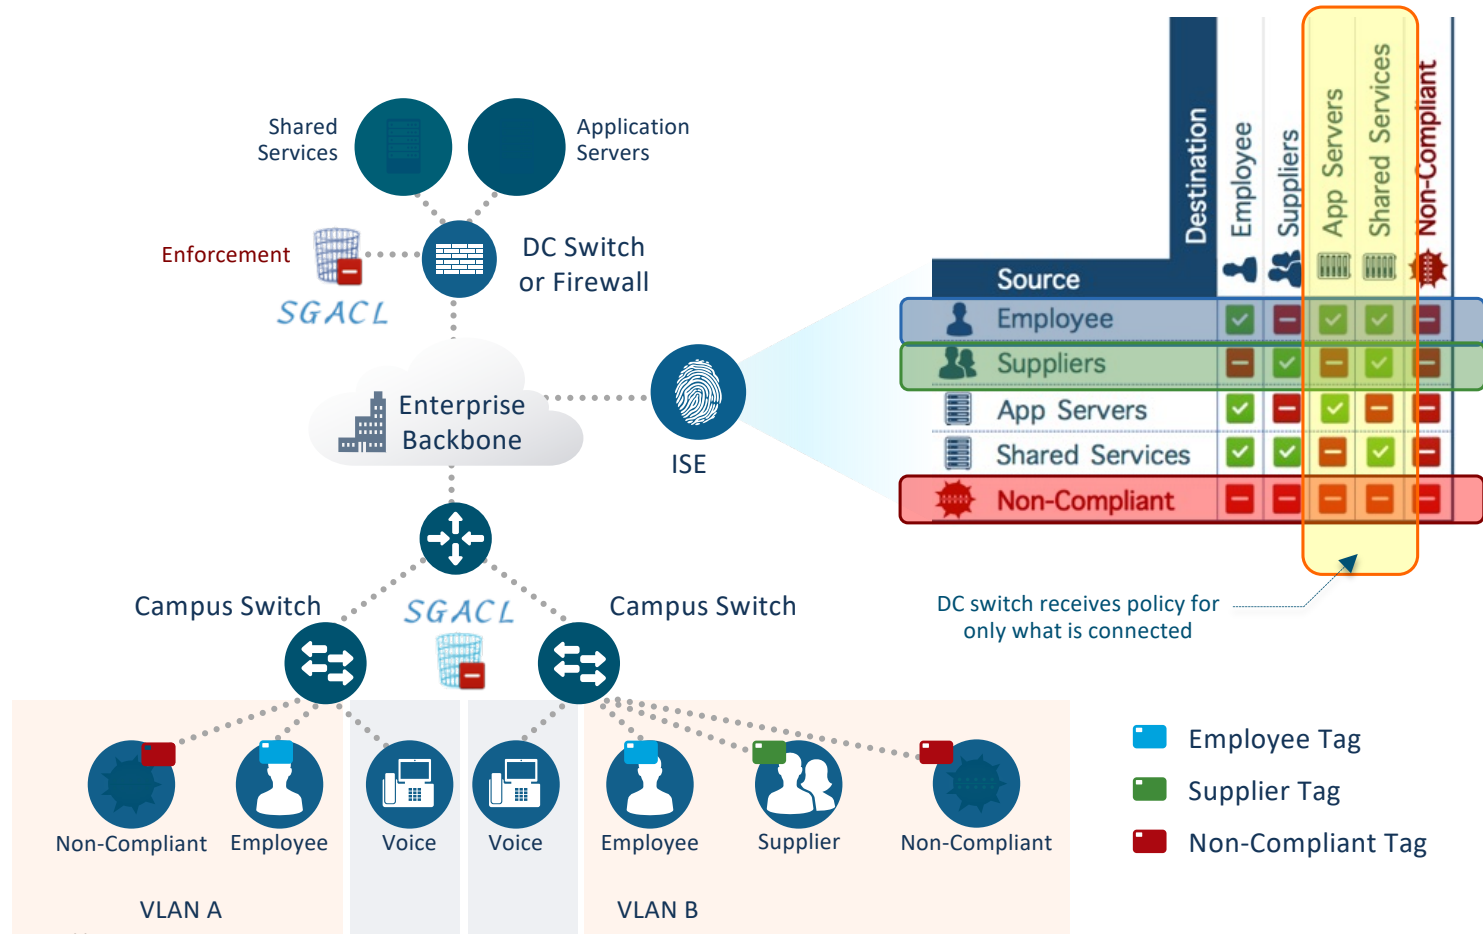 Shared
Services
Application
Servers
Enforcement
SGACL
DC Switch
or Firewall
Enterprise
Backbone
ISE
Campus Switch
SGACL
Campus Switch
Non-Compliant
Employee
Voice
Voice
Employee
Supplier
Non-Compliant
VLAN A
VLAN B
Destination
Employee
Suppliers
App Servers
Shared Services
Non-Compliant
Source
Employee
Suppliers
App Servers
Shared Services
Non-Compliant
DC switch receives policy for
only what is connected
Employee Tag
Supplier Tag
Non-Compliant Tag